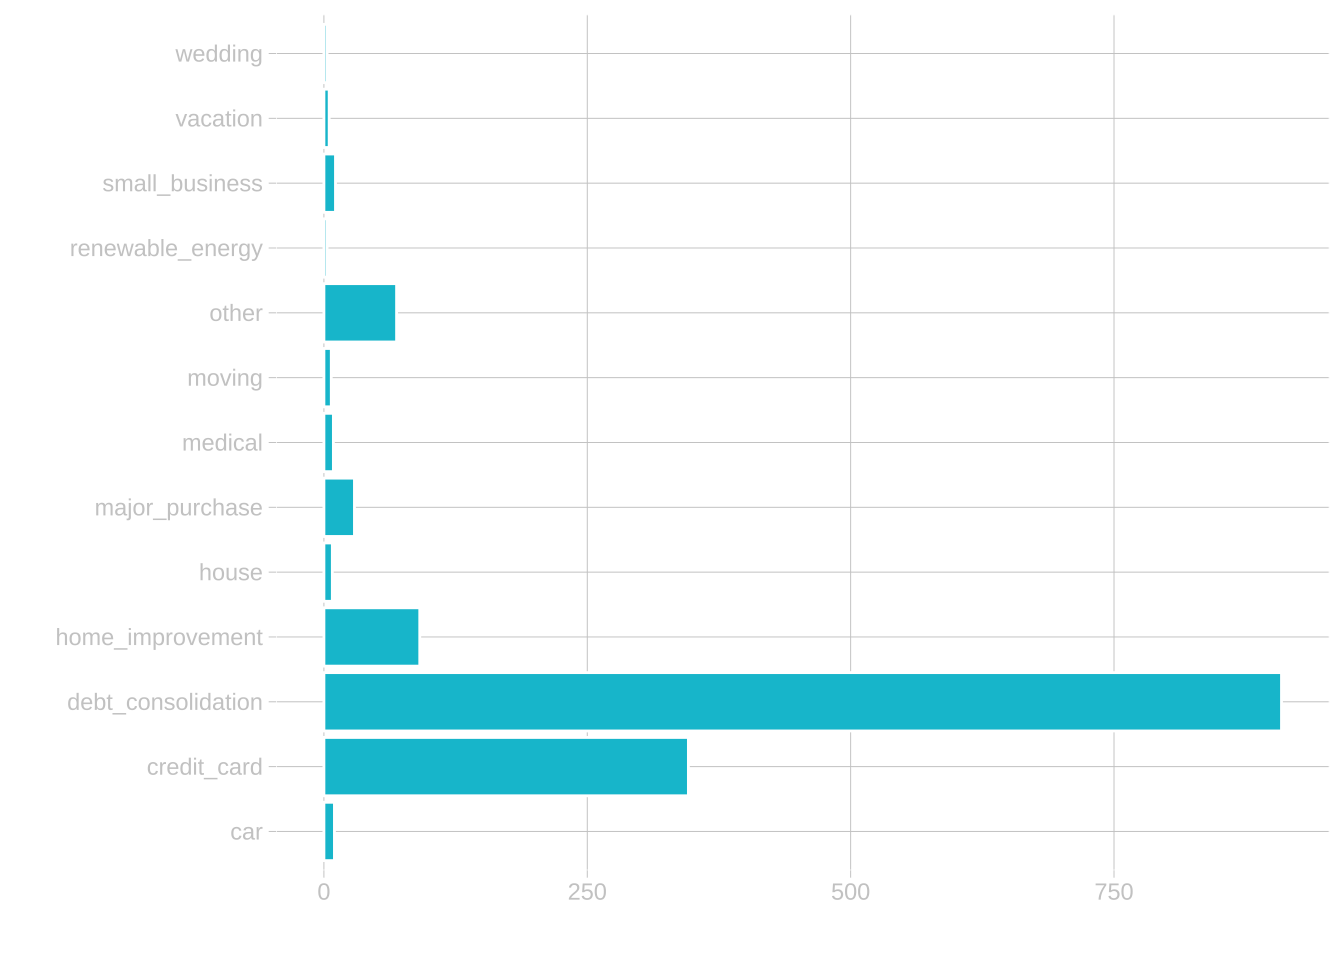 wedding
vacation
small_business
renewable_energy
other
moving
medical
major_purchase
house
home_improvement
debt_consolidation
credit_card
car
0 250 500 750